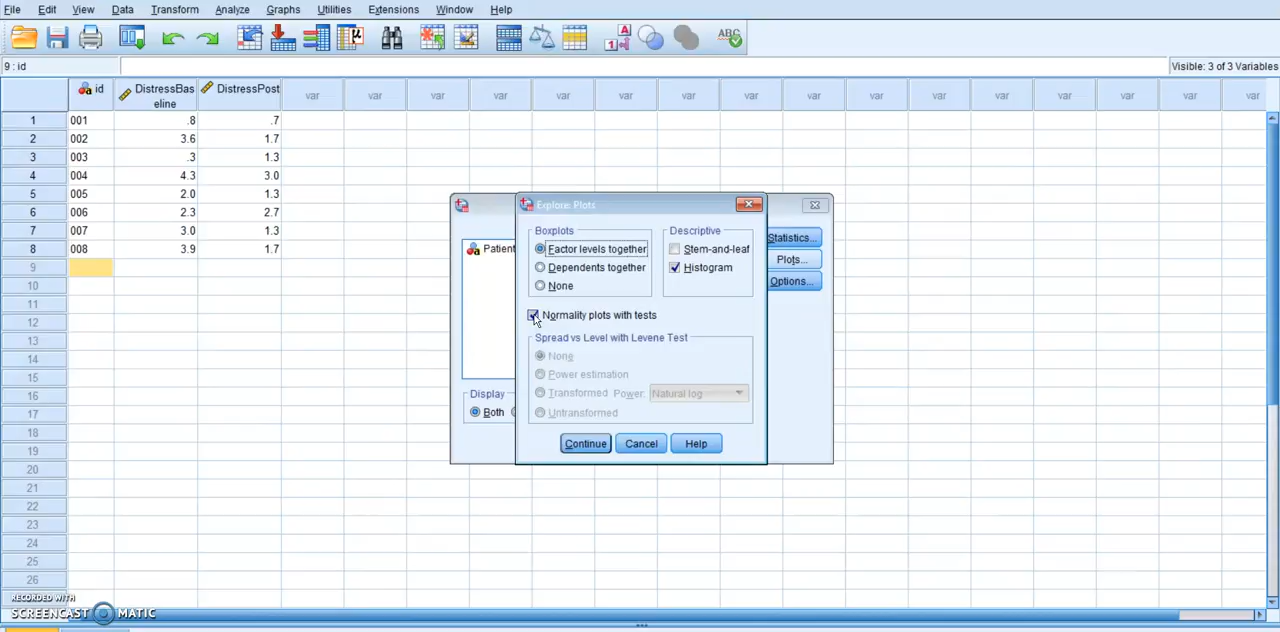 File Edit View Data Transform Analyze Graphs Utilities Extensions Window Help
A
1
ABC
9 : id
Visible: 3 of 3 Variables
id DistressBas eline DistressPost var var var var var var var var var var var var var var var var
1 001 .8 .7
2 002 3.6 1.7
3 003 .3 1.3
4 004 4.3 3.0
5 005 2.0 1.3
6 006 2.3 2.7
7 007 3.0 1.3
8 008 3.9 1.7
9
10
11
12
13
14
15
16
17
18
19
20
21
22
23
24
25
26
Explore: Plots
Boxplots
Factor levels together
Dependents together
None
Descriptive
Stem-and-leaf
Histogram
Normality plots with tests
Spread vs Level with Levene Test
None
Power estimation
Transformed Power: Natural log
Untransformed
Continue Cancel Help
Patient
Display
Both
Statistics...
Plots...
Options...
RECORDED WITH
SCREENCAST MATIC